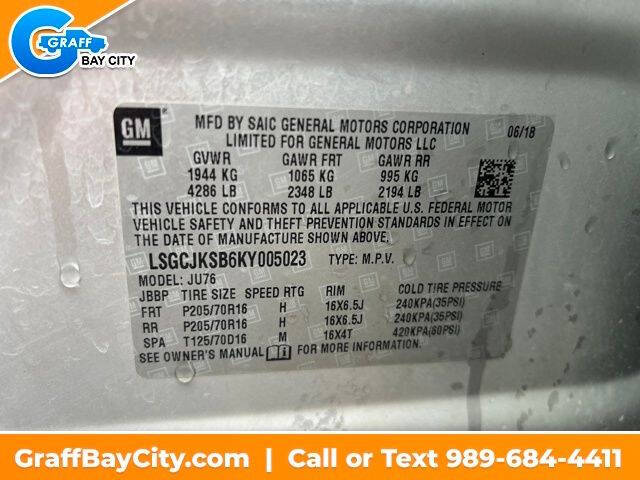 GRAFF
BAY CITY
GM
MFD BY SAIC GENERAL MOTORS CORPORATION 06/18
LIMITED FOR GENERAL MOTORS LLC
GVWR GAWR FRT GAWR RR
1944 KG 1065 KG 995 KG
4286 LB 2348 LB 2194 LB
THIS VEHICLE CONFORMS TO ALL APPLICABLE U.S. FEDERAL MOTOR
VEHICLE SAFETY AND THEFT PREVENTION STANDARDS IN EFFECT ON
THE DATE OF MANUFACTURE SHOWN ABOVE.
LSGCJKSB6KY005023 TYPE: M.P.V.
MODEL: JU76
JBBP TIRE SIZE SPEED RTG RIM COLD TIRE PRESSURE
FRT P205/70R16 H 16X6.5J 240KPA(35PSI)
RR P205/70R16 H 16X6.5J 240KPA(35PSI)
SPA T125/70D16 M 16X4T 420KPA(60PSI)
SEE OWNER'S MANUAL FOR MORE INFORMATION
GraffBayCity.com | Call or Text 989-684-4411